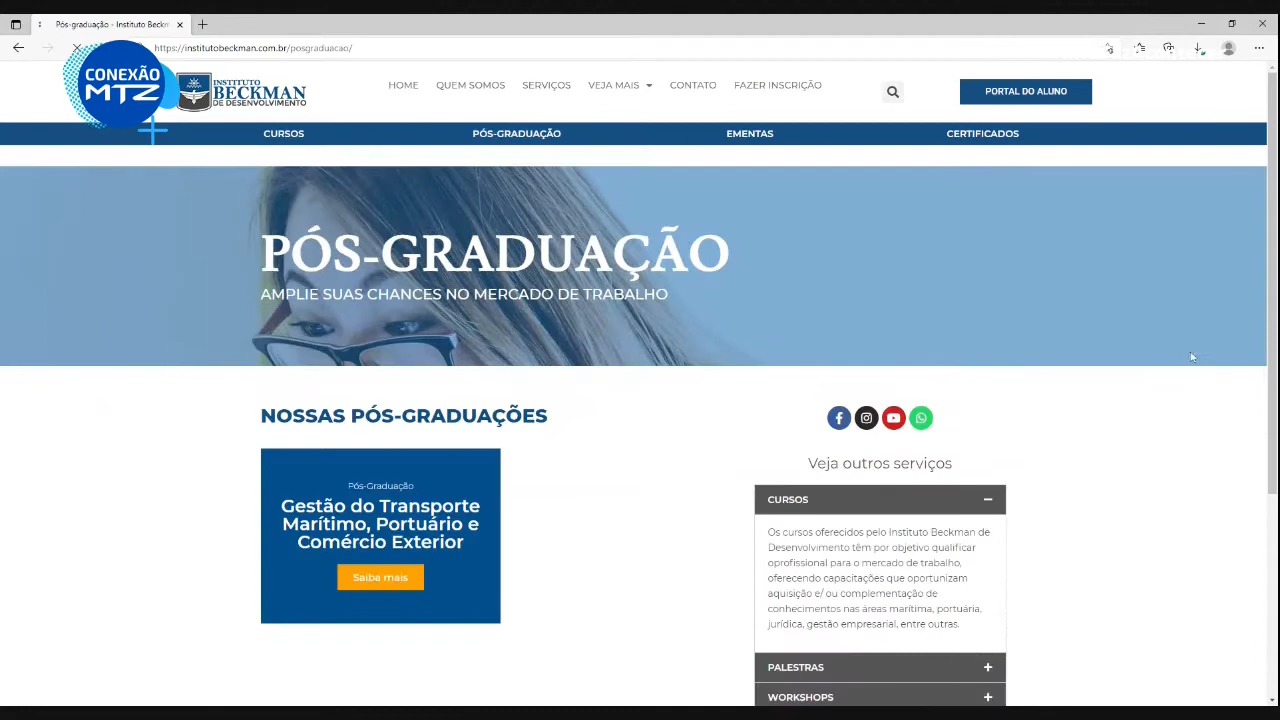 Pós-graduação - Instituto Beckm
https://institutobeckman.com.br/posgraduacao/
CONEXÃO
MTZ
INSTITUTO
BECKMAN
DE DESENVOLVIMENTO
HOME
QUEM SOMOS
SERVIÇOS
VEJA MAIS
CONTATO
FAZER INSCRIÇÃO
PORTAL DO ALUNO
CURSOS
PÓS-GRADUAÇÃO
EMENTAS
CERTIFICADOS
PÓS-GRADUAÇÃO
AMPLIE SUAS CHANCES NO MERCADO DE TRABALHO
NOSSAS PÓS-GRADUAÇÕES
Pós-Graduação
Gestão do Transporte
Marítimo, Portuário e
Comércio Exterior
Saiba mais
Veja outros serviços
CURSOS
Os cursos oferecidos pelo Instituto Beckman de
Desenvolvimento têm por objetivo qualificar
oprofissional para o mercado de trabalho,
oferecendo capacitações que oportunizam
aquisição e/ ou complementação de
conhecimentos nas áreas marítima, portuária,
jurídica, gestão empresarial, entre outras.
PALESTRAS
WORKSHOPS